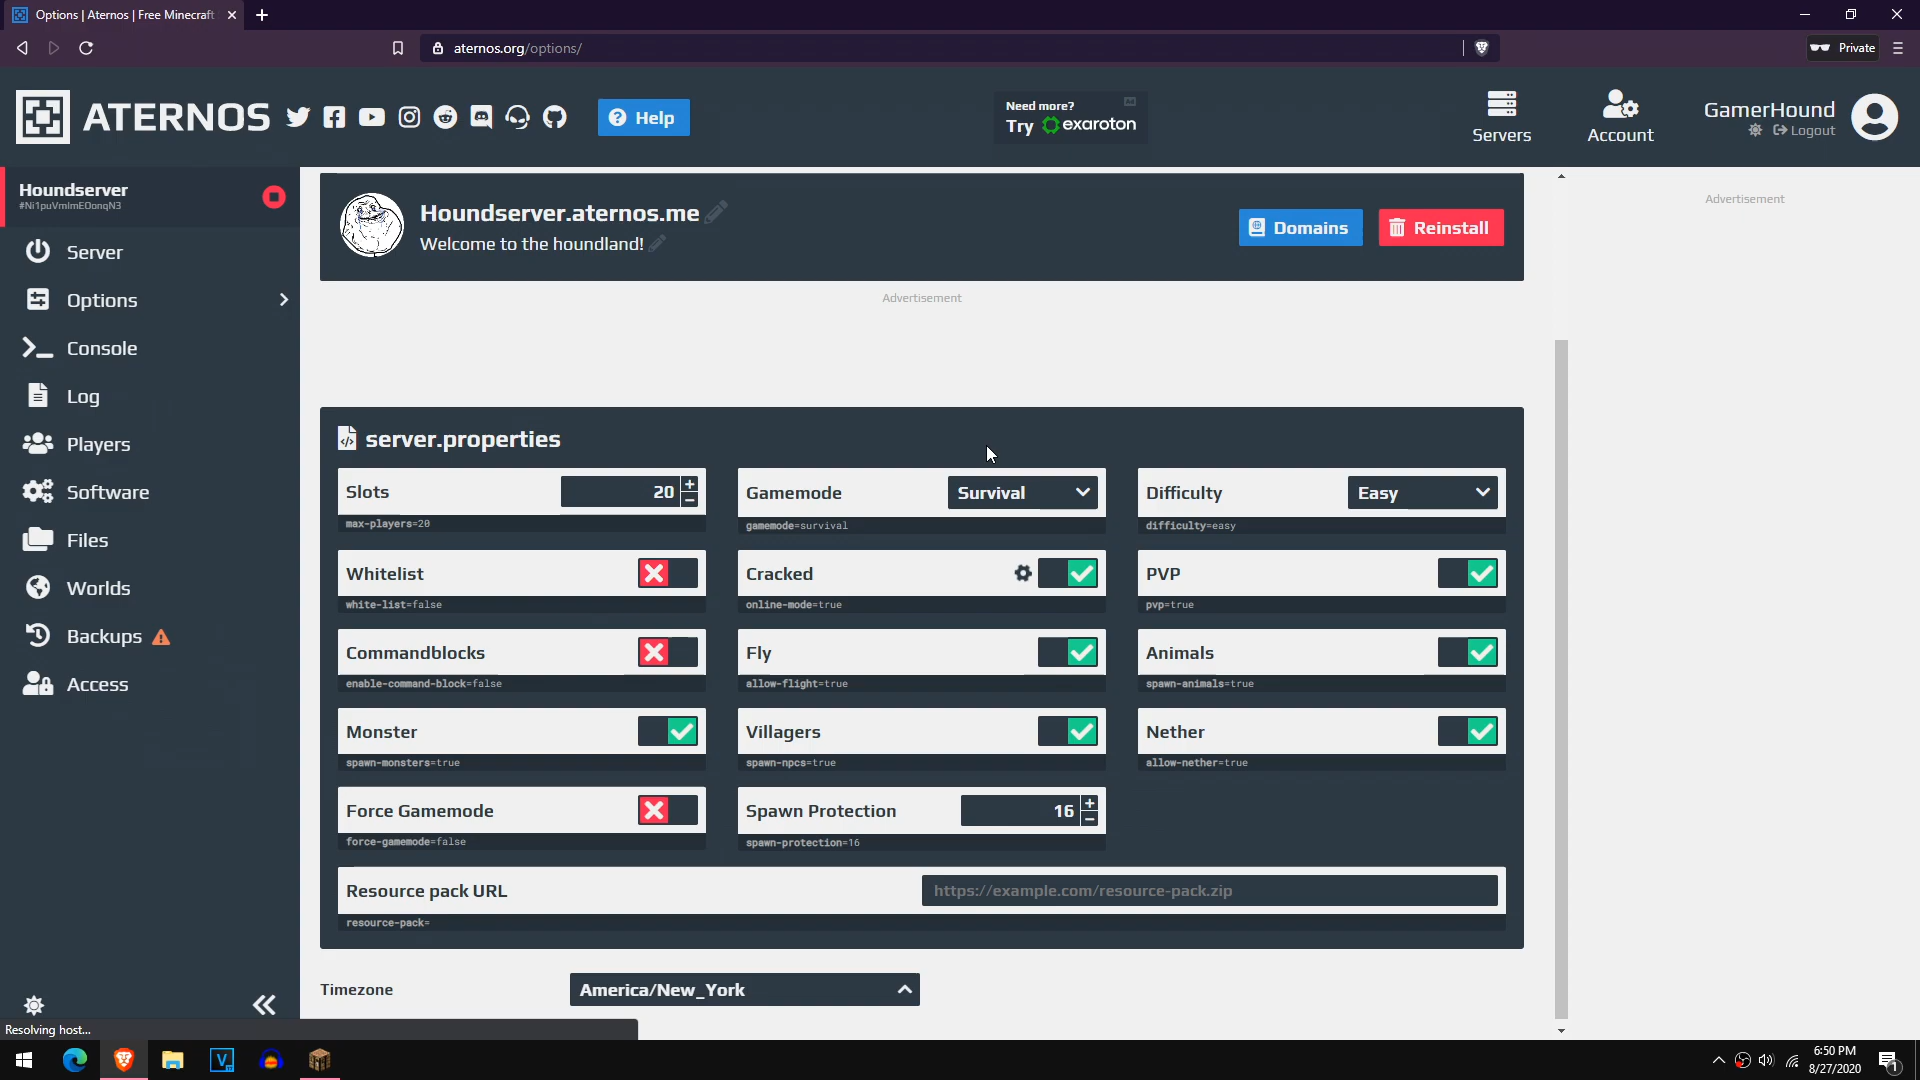 Options | Aternos | Free Minecraft
aternos.org/options/
Private
ATERNOS
Help
Need more?
Try exaroton
Ad
Servers
Account
GamerHound
Logout
Houndserver
Server
Options
Console
Log
Players
Software
Files
Worlds
Backups
Access
Houndserver.aternos.me
Welcome to the houndland!
Domains
Reinstall
Advertisement
Advertisement
server.properties
Slots 20
max-players=20
Gamemode Survival
gamemode=survival
Difficulty Easy
difficulty=easy
Whitelist
white-list=false
Cracked
online-mode=true
PVP
pvp=true
Commandblocks
enable-command-block=false
Fly
allow-flight=true
Animals
spawn-animals=true
Monster
spawn-monsters=true
Villagers
spawn-npcs=true
Nether
allow-nether=true
Force Gamemode
force-gamemode=false
Spawn Protection 16
spawn-protection=16
Resource pack URL https://example.com/resource-pack.zip
resource-pack=
Timezone America/New_York
Resolving host...
6:50 PM
8/27/2020
1